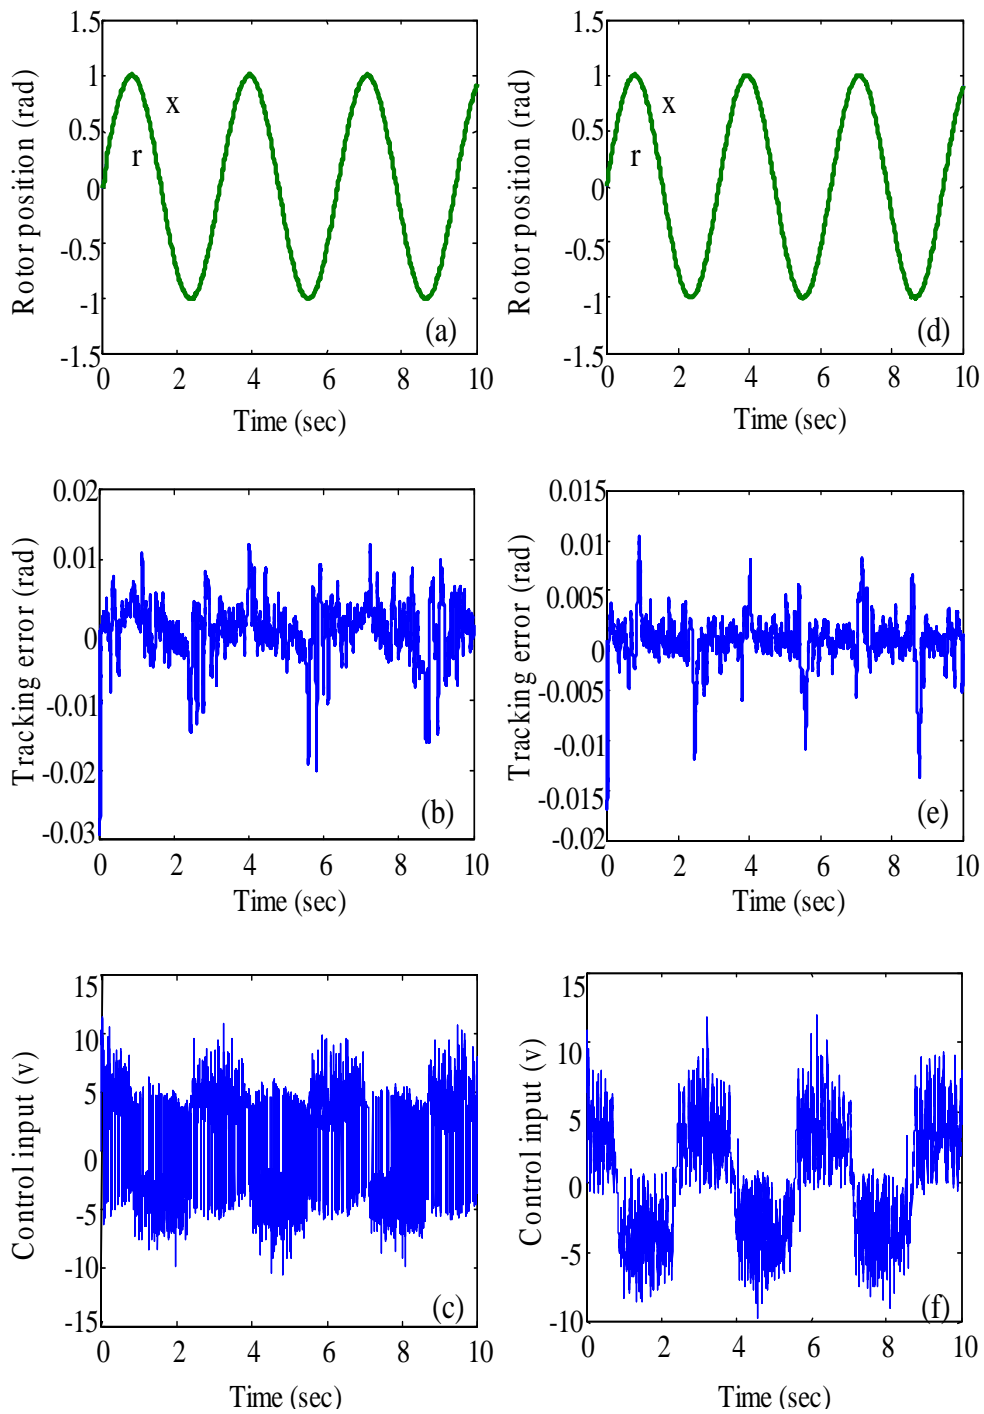 1.5
1
0.5
0
-0.5
-1
-1.5
Rotor position (rad)
x
r
(a)
0 2 4 6 8 10
Time (sec)
1.5
1
0.5
0
-0.5
-1
-1.5
Rotor position (rad)
x
r
(d)
0 2 4 6 8 10
Time (sec)
0.02
0.01
0
-0.01
-0.02
-0.03
Tracking error (rad)
(b)
0 2 4 6 8 10
Time (sec)
0.015
0.01
0.005
0
-0.005
-0.01
-0.015
-0.02
Tracking error (rad)
(e)
0 2 4 6 8 10
Time (sec)
15
10
5
0
-5
-10
-15
Control input (v)
(c)
0 2 4 6 8 10
Time (sec)
15
10
5
0
-5
-10
Control input (v)
(f)
0 2 4 6 8 10
Time (sec)